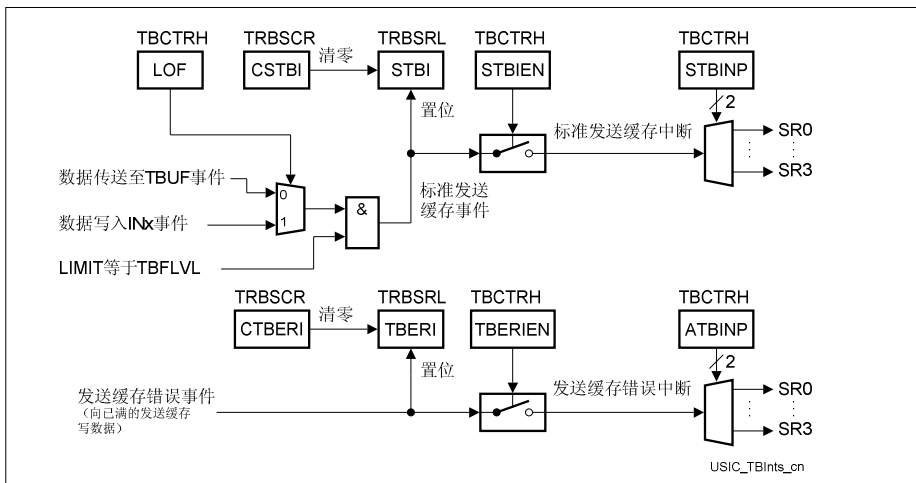 TBCTRH TRBSCR TRBSRL TBCTRH TBCTRH
LOF CSTBI 清零 STBI STBIEN STBINP
置位 2
标准发送缓存中断 SR0
数据传送至TBUF事件 0 标准发送 SR3
数据写入INx事件 1 & 缓存事件
LIMIT等于TBFLVL
TRBSCR TRBSRL TBCTRH TBCTRH
CTBERI 清零 TBERI TBERIEN ATBINP
置位 2
发送缓存错误事件 发送缓存错误中断 SR0
(向已满的发送缓存
写数据) SR3
USIC_TBInts_cn